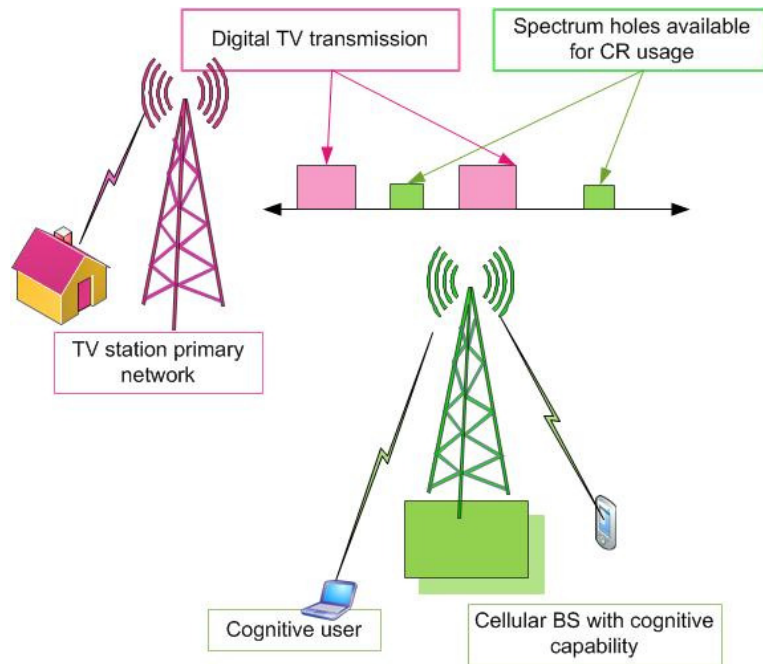 Digital TV transmission
Spectrum holes available
for CR usage
TV station primary
network
Cognitive user
Cellular BS with cognitive
capability